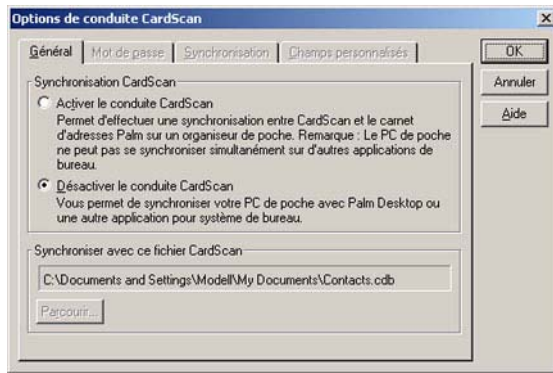 Options de conduite CardScan
Général
Mot de passe
Synchronisation
Champs personnalisés
OK
Annuler
Aide
Synchronisation CardScan
Activer le conduite CardScan
Permet d'effectuer une synchronisation entre CardScan et le carnet
d'adresses Palm sur un organiseur de poche. Remarque : Le PC de poche
ne peut pas se synchroniser simultanément sur d'autres applications de
bureau.
Désactiver le conduite CardScan
Vous permet de synchroniser votre PC de poche avec Palm Desktop ou
une autre application pour système de bureau.
Synchroniser avec ce fichier CardScan
C:\Documents and Settings\Modell\My Documents\Contacts.cdb
Parcourir...